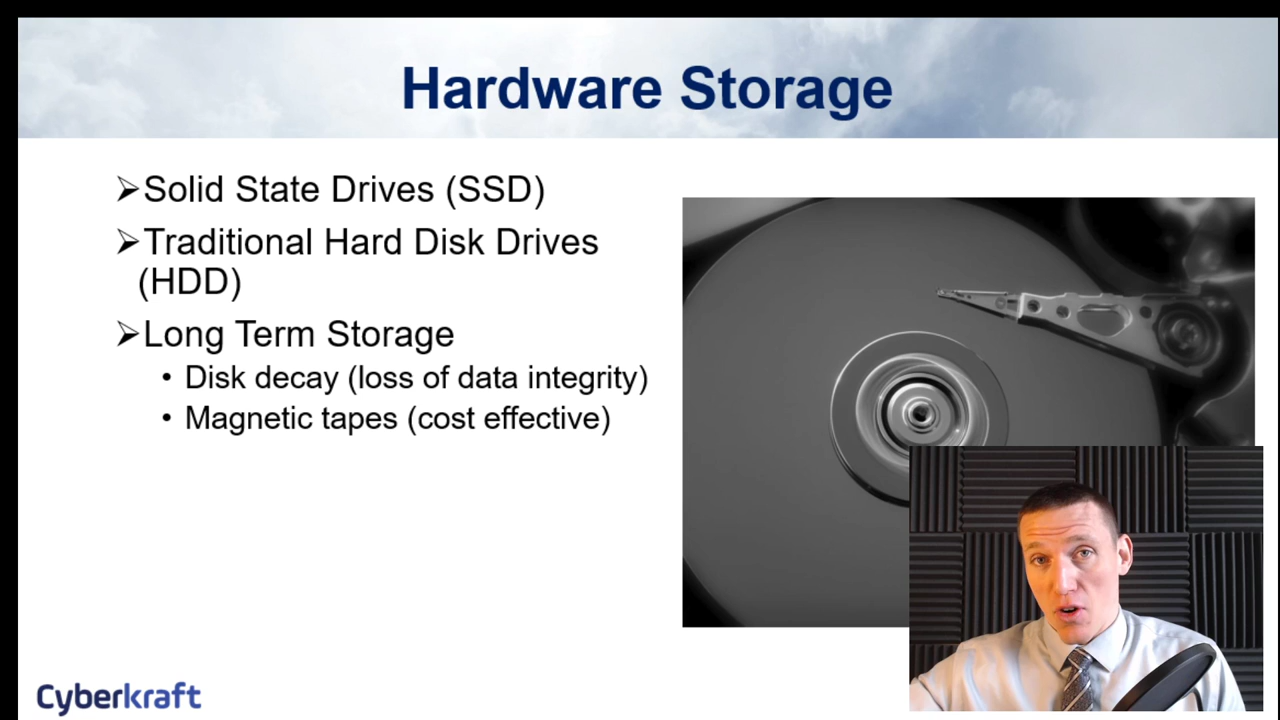 Hardware Storage
➢Solid State Drives (SSD)
➢Traditional Hard Disk Drives
(HDD)
➢Long Term Storage
• Disk decay (loss of data integrity)
• Magnetic tapes (cost effective)
Cyberkraft